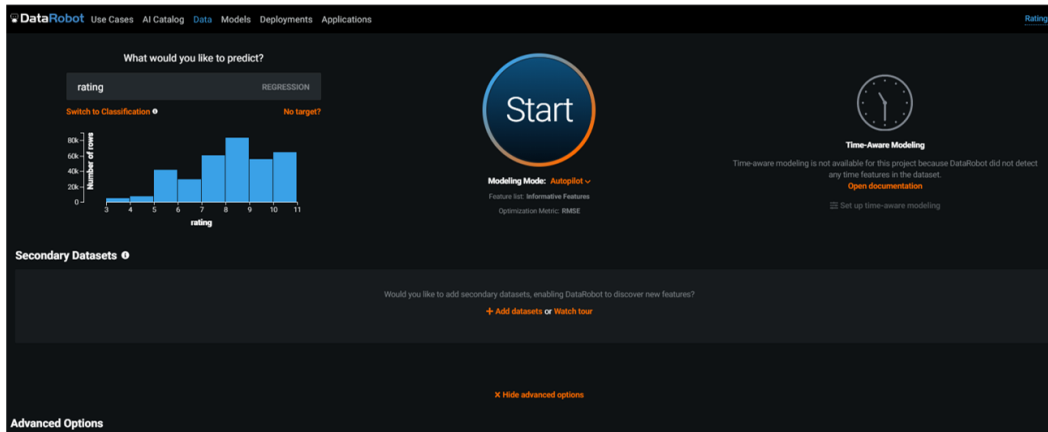 DataRobot Use Cases AI Catalog Data Models Deployments Applications
Rating
What would you like to predict?
rating REGRESSION
Switch to Classification
No target?
80k
60k
40k
20k
0
Number of rows
3 4 5 6 7 8 9 10 11
rating
Start
Modeling Mode: Autopilot
Feature list: Informative Features
Optimization Metric: RMSE
Time-Aware Modeling
Time-aware modeling is not available for this project because DataRobot did not detect
any time features in the dataset.
Open documentation
Set up time-aware modeling
Secondary Datasets
Would you like to add secondary datasets, enabling DataRobot to discover new features?
+ Add datasets or Watch tour
× Hide advanced options
Advanced Options